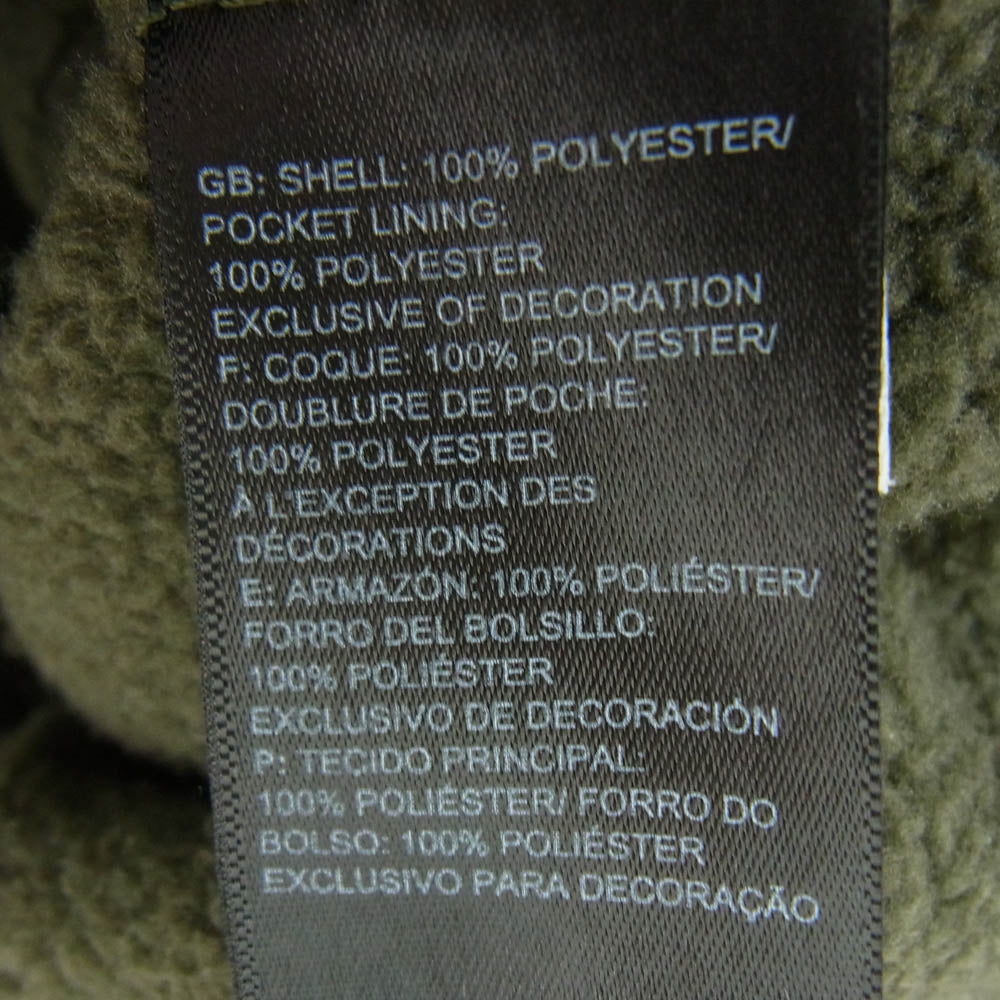 GB: SHELL: 100% POLYESTER/
POCKET LINING:
100% POLYESTER
EXCLUSIVE OF DECORATION
F: COQUE: 100% POLYESTER/
DOUBLURE DE POCHE:
100% POLYESTER
À L'EXCEPTION DES
DÉCORATIONS
E: ARMAZÓN: 100% POLIÉSTER/
FORRO DEL BOLSILLO:
100% POLIÉSTER
EXCLUSIVO DE DECORACIÓN
P: TECIDO PRINCIPAL:
100% POLIÉSTER/ FORRO DO
BOLSO: 100% POLIÉSTER
EXCLUSIVO PARA DECORAÇÃO